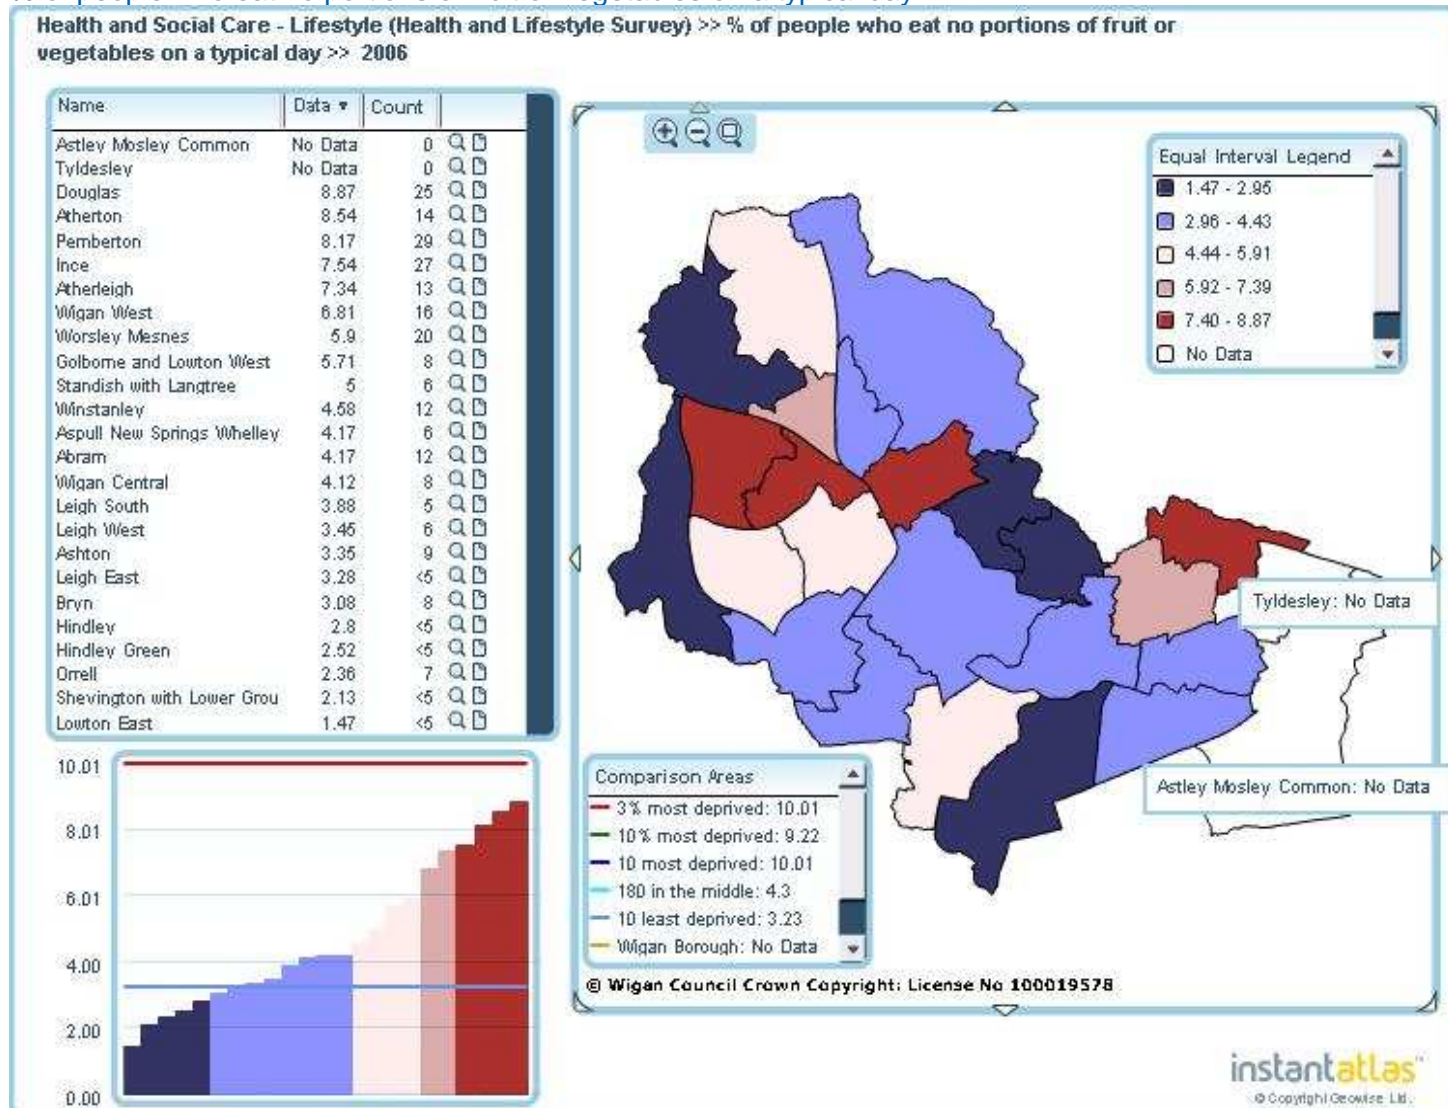 Health and Social Care - Lifestyle (Health and Lifestyle Survey) >> % of people who eat no portions of fruit or
vegetables on a typical day >> 2006
Name Data ▼ Count
Astley Mosley Common No Data 0
Tyldesley No Data 0
Douglas 8.87 25
Atherton 8.54 14
Pemberton 8.17 29
Ince 7.54 27
Atherleigh 7.34 13
Wigan West 6.81 16
Worsley Mesnes 5.9 20
Golborne and Lowton West 5.71 8
Standish with Langtree 5 6
Winstanley 4.58 12
Aspull New Springs Whelley 4.17 6
Abram 4.17 12
Wigan Central 4.12 8
Leigh South 3.88 5
Leigh West 3.45 6
Ashton 3.35 9
Leigh East 3.28 <5
Bryn 3.08 8
Hindley 2.8 <5
Hindley Green 2.52 <5
Orrell 2.36 7
Shevington with Lower Grou 2.13 <5
Lowton East 1.47 <5
Equal Interval Legend
1.47 - 2.95
2.96 - 4.43
4.44 - 5.91
5.92 - 7.39
7.40 - 8.87
No Data
Tyldesley: No Data
Astley Mosley Common: No Data
10.01
8.01
6.01
4.00
2.00
0.00
Comparison Areas
3% most deprived: 10.01
10% most deprived: 9.22
10 most deprived: 10.01
180 in the middle: 4.3
10 least deprived: 3.23
Wigan Borough: No Data
© Wigan Council Crown Copyright: License No 100019578
instantatlas™
© Copyright Geowise Ltd.